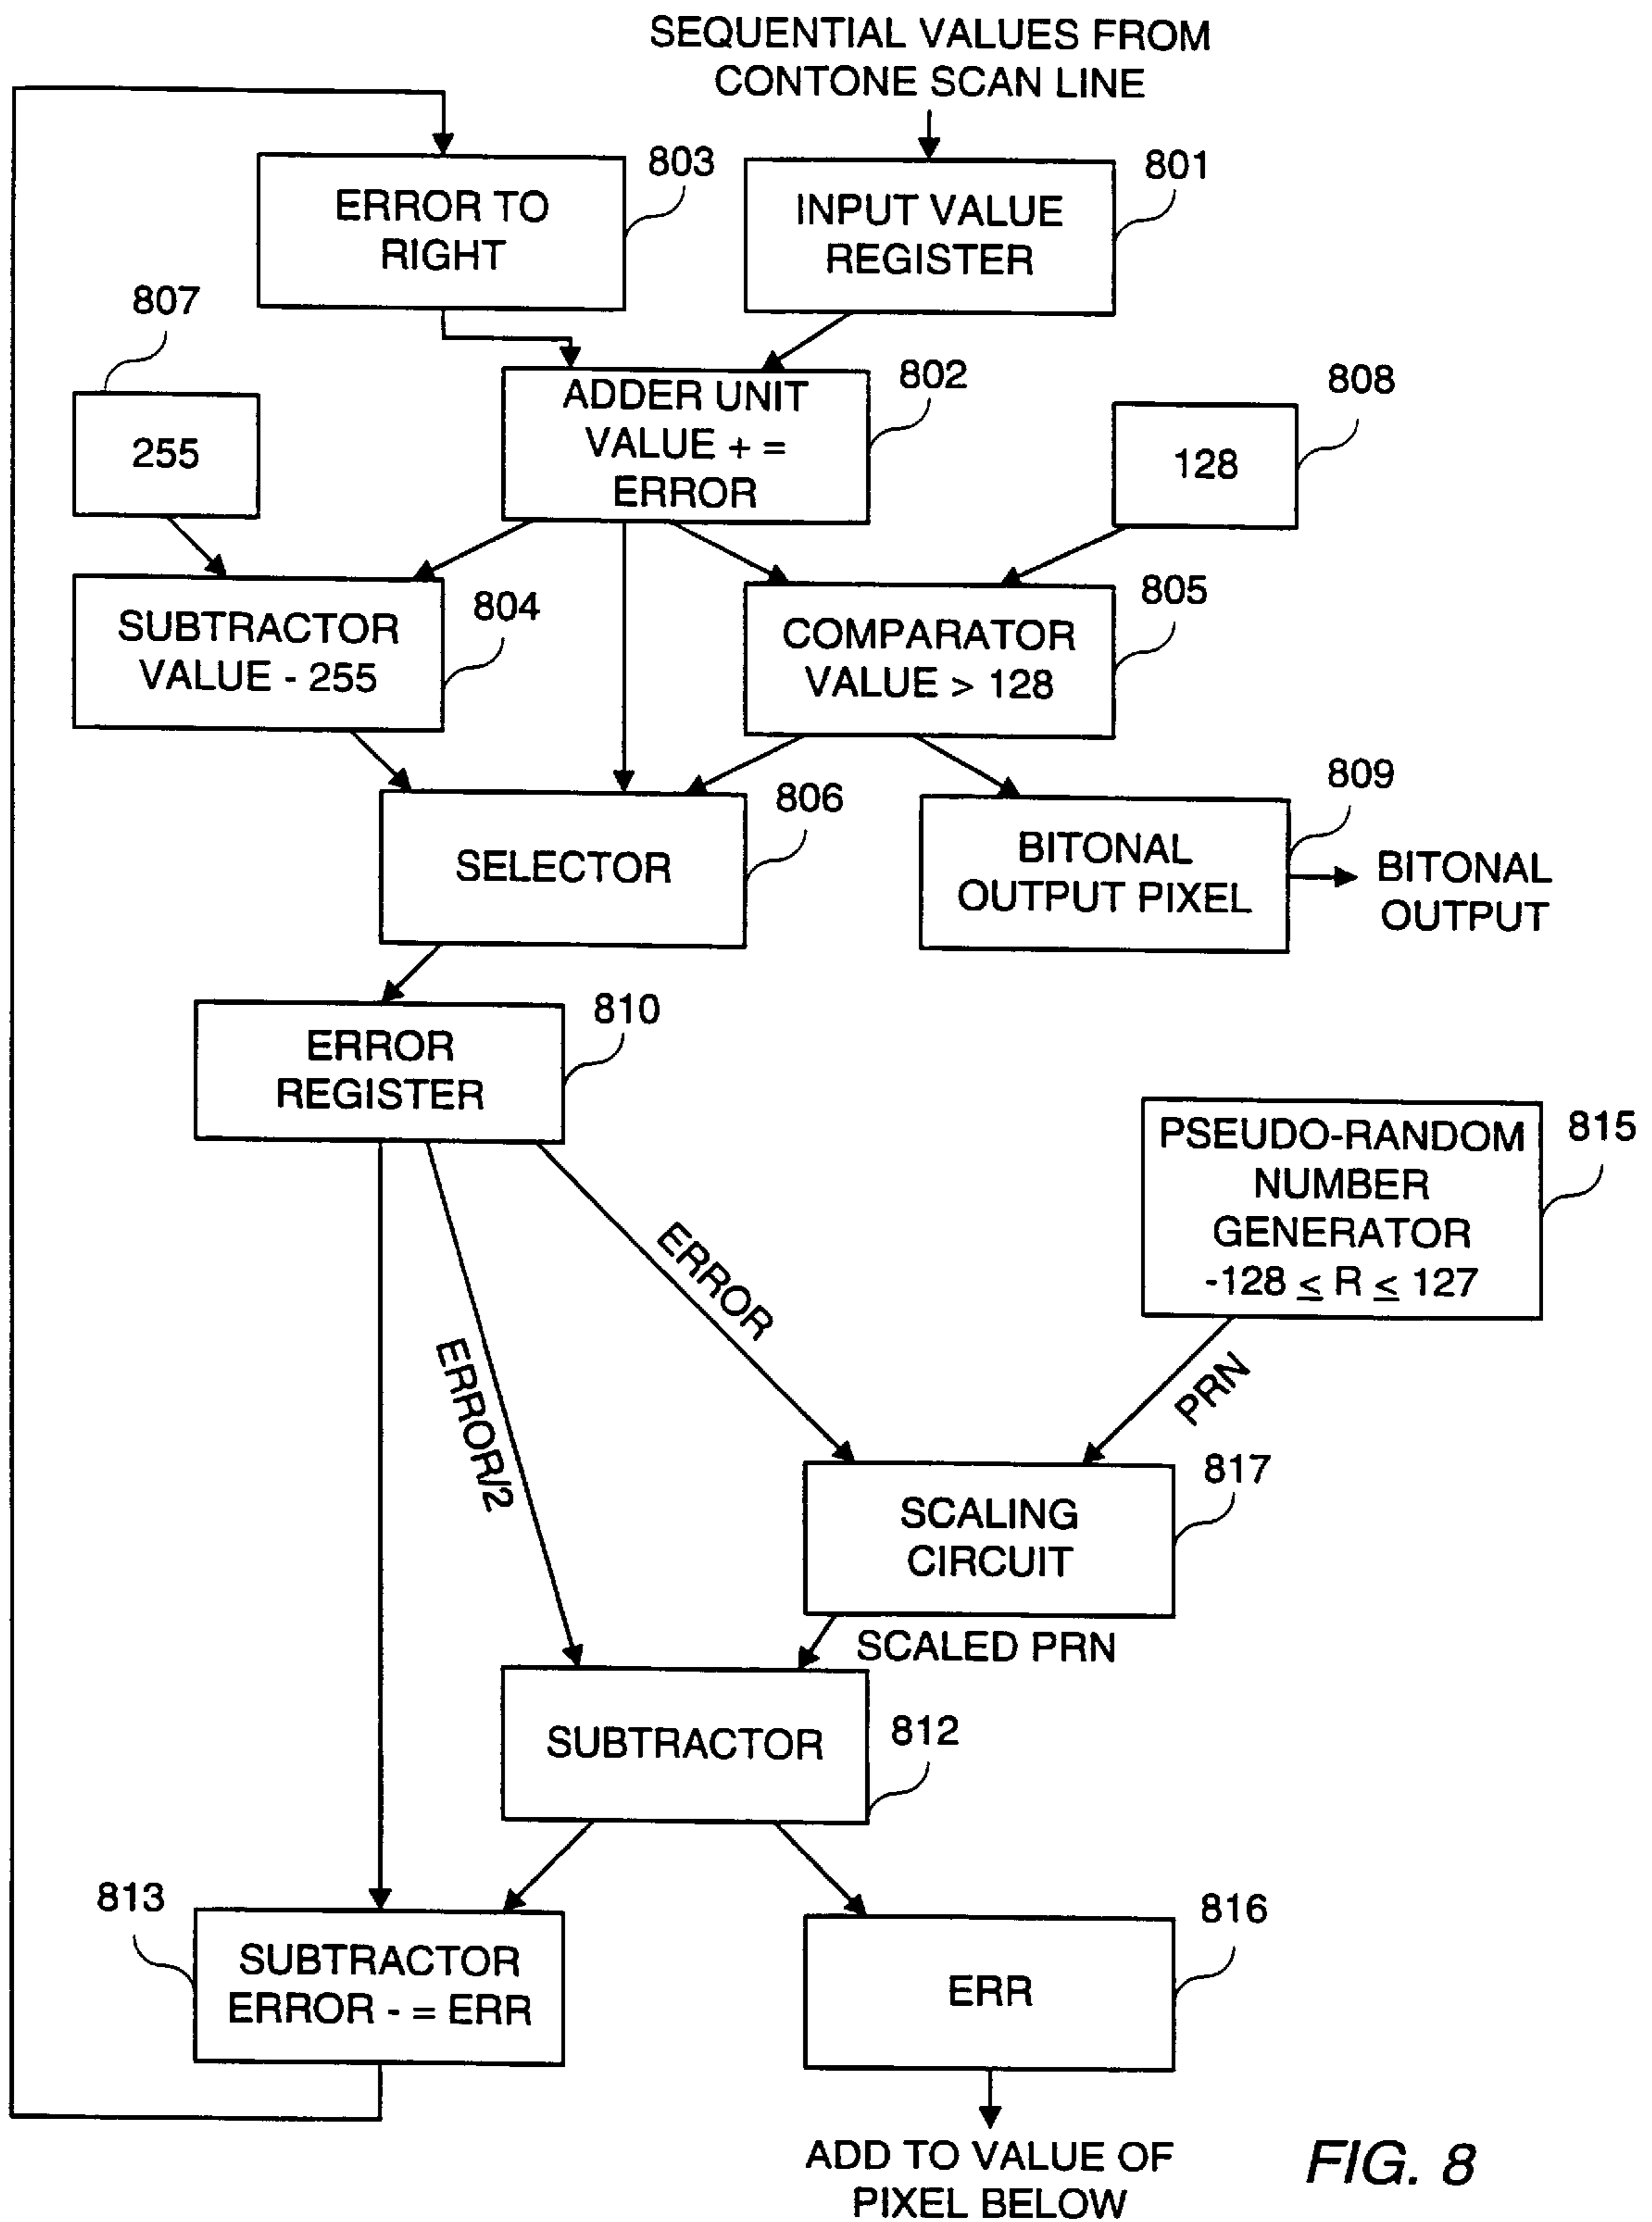 SEQUENTIAL VALUES FROM
CONTONE SCAN LINE
803
801
ERROR TO
RIGHT
INPUT VALUE
REGISTER
807
802
808
255
ADDER UNIT
VALUE + =
ERROR
128
804
805
SUBTRACTOR
VALUE - 255
COMPARATOR
VALUE > 128
806
809
SELECTOR
BITONAL
OUTPUT PIXEL
BITONAL
OUTPUT
810
ERROR
REGISTER
815
PSEUDO-RANDOM
NUMBER
GENERATOR
-128 ≤ R ≤ 127
ERROR
ERROR/2
PRN
817
SCALING
CIRCUIT
SCALED PRN
812
SUBTRACTOR
813
816
SUBTRACTOR
ERROR - = ERR
ERR
ADD TO VALUE OF
PIXEL BELOW
FIG. 8